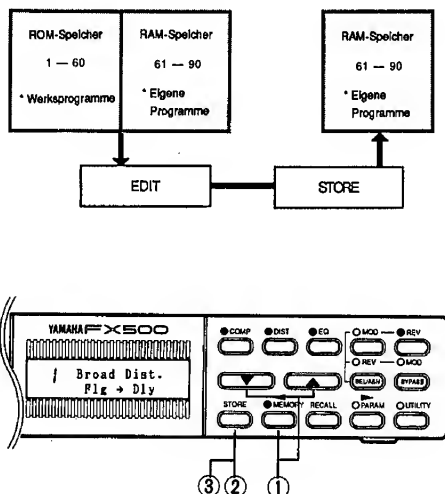 ROM-Speicher
1 — 60
* Werksprogramme
RAM-Speicher
61 — 90
* Eigene
Programme
RAM-Speicher
61 — 90
* Eigene
Programme
EDIT
STORE
YAMAHA FX500
1 Broad Dist.
Flg → Dly
COMP DIST EQ MOD REV
REV MOD
BYPASS
STORE MEMORY RECALL PARAM UTILITY
③ ② ①